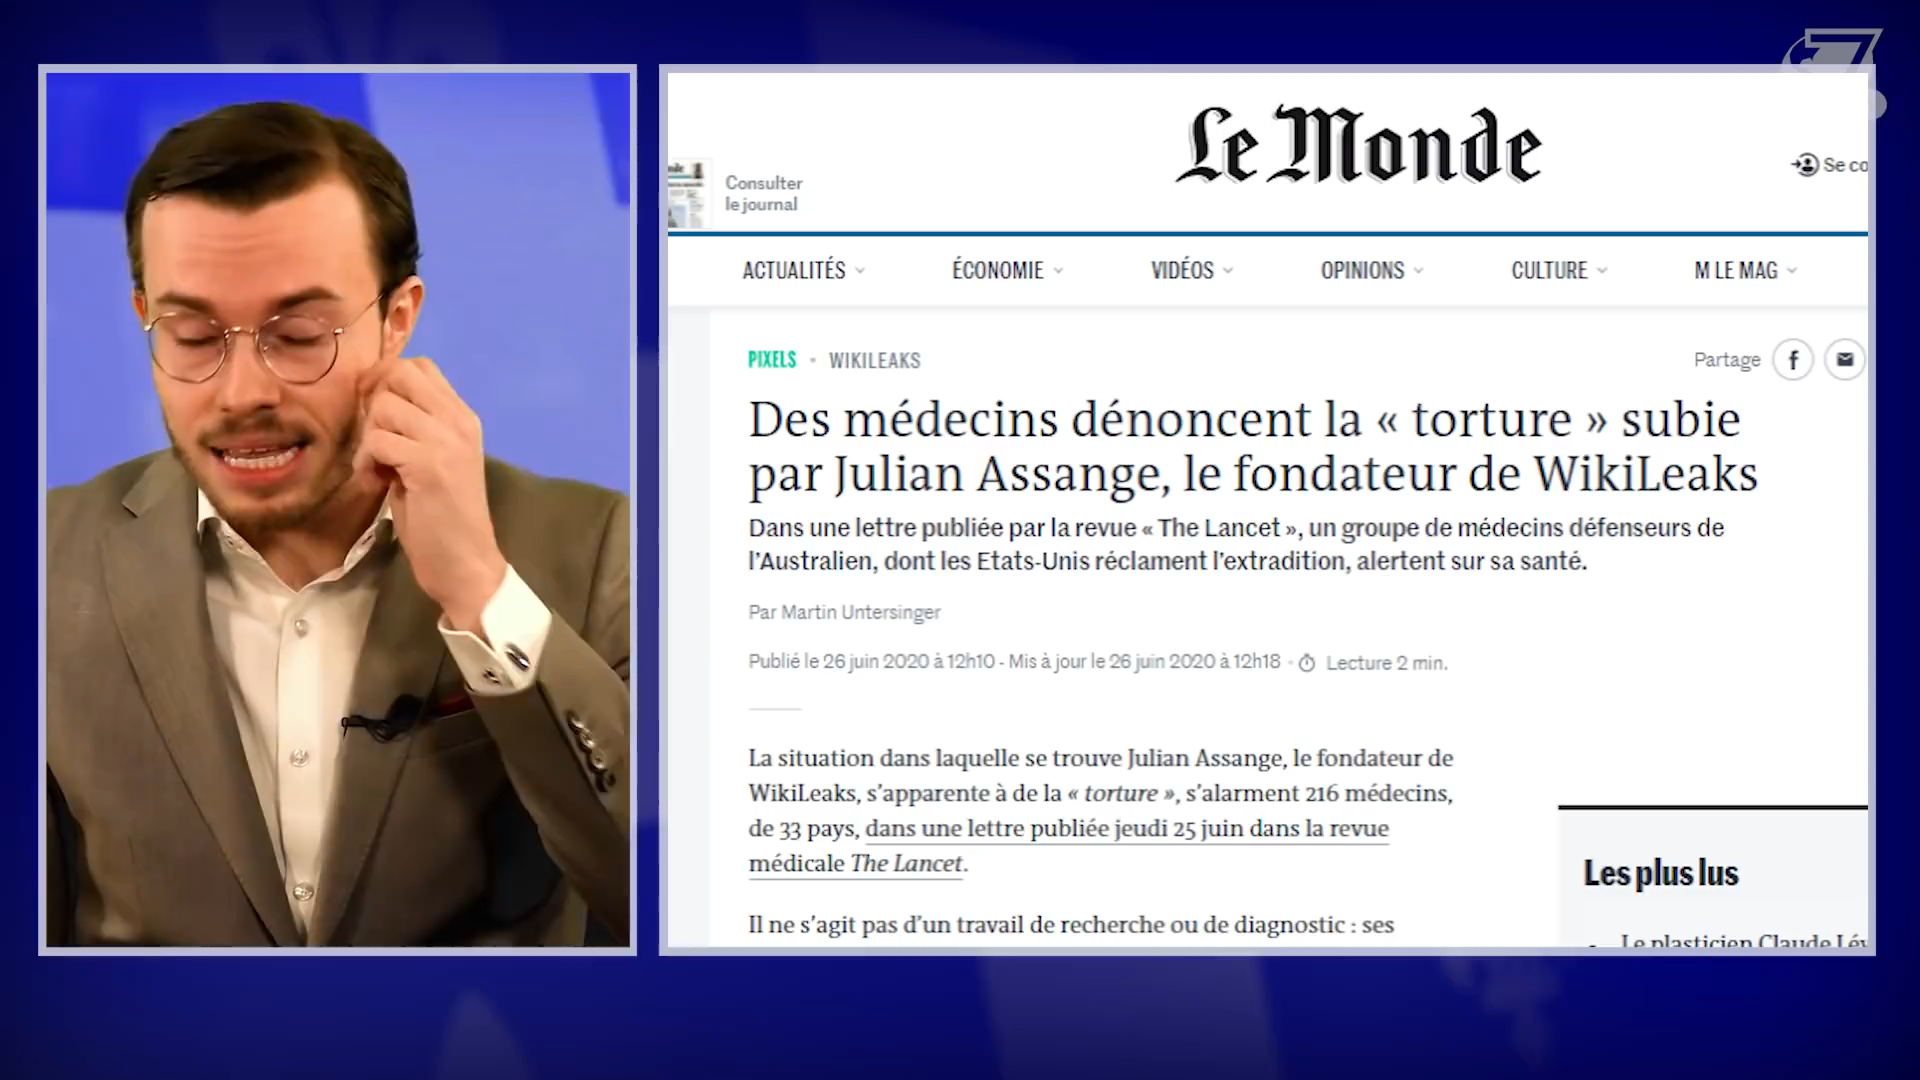 Consulter
le journal
Le Monde
Se co
ACTUALITÉS
ÉCONOMIE
VIDÉOS
OPINIONS
CULTURE
M LE MAG
PIXELS • WIKILEAKS
Partage
Des médecins dénoncent la « torture » subie
par Julian Assange, le fondateur de WikiLeaks
Dans une lettre publiée par la revue « The Lancet », un groupe de médecins défenseurs de
l’Australien, dont les Etats-Unis réclament l’extradition, alertent sur sa santé.
Par Martin Untersinger
Publié le 26 juin 2020 à 12h10 - Mis à jour le 26 juin 2020 à 12h18 • Lecture 2 min.
La situation dans laquelle se trouve Julian Assange, le fondateur de
WikiLeaks, s’apparente à de la « torture », s’alarment 216 médecins,
de 33 pays, dans une lettre publiée jeudi 25 juin dans la revue
médicale The Lancet.
Il ne s’agit pas d’un travail de recherche ou de diagnostic : ses
Les plus lus
Le plasticien Claude Lév